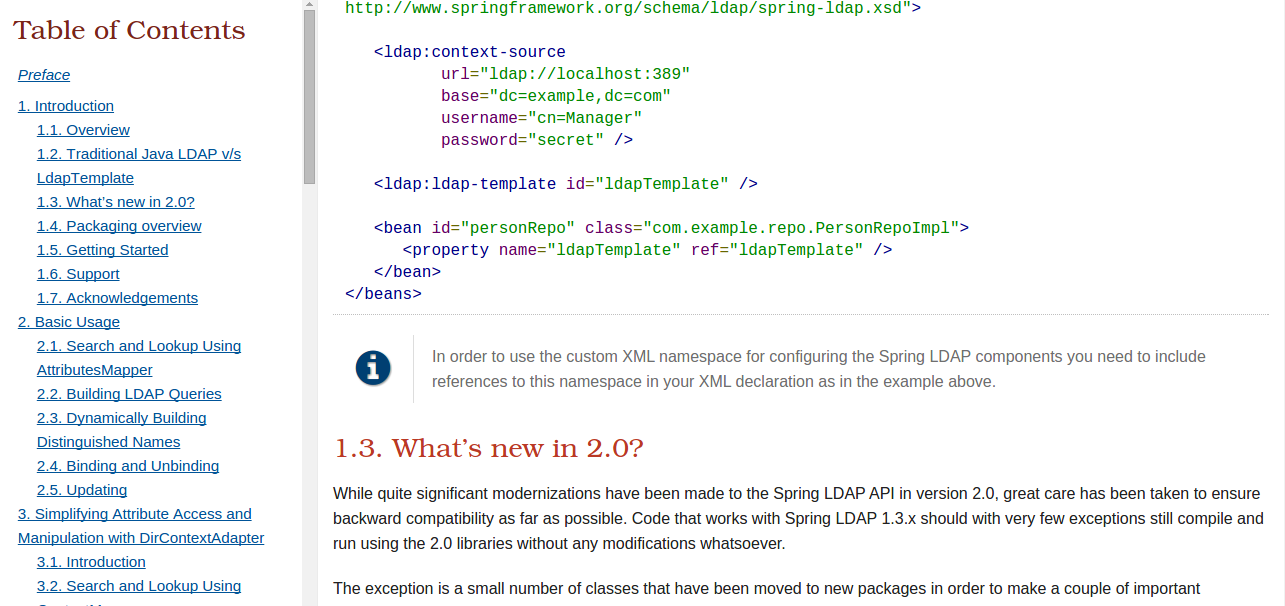 Table of Contents
Preface
1. Introduction
1.1. Overview
1.2. Traditional Java LDAP v/s
LdapTemplate
1.3. What’s new in 2.0?
1.4. Packaging overview
1.5. Getting Started
1.6. Support
1.7. Acknowledgements
2. Basic Usage
2.1. Search and Lookup Using
AttributesMapper
2.2. Building LDAP Queries
2.3. Dynamically Building
Distinguished Names
2.4. Binding and Unbinding
2.5. Updating
3. Simplifying Attribute Access and
Manipulation with DirContextAdapter
3.1. Introduction
3.2. Search and Lookup Using
http://www.springframework.org/schema/ldap/spring-ldap.xsd">
<ldap:context-source
url="ldap://localhost:389"
base="dc=example,dc=com"
username="cn=Manager"
password="secret" />
<ldap:ldap-template id="ldapTemplate" />
<bean id="personRepo" class="com.example.repo.PersonRepoImpl">
<property name="ldapTemplate" ref="ldapTemplate" />
</bean>
</beans>
In order to use the custom XML namespace for configuring the Spring LDAP components you need to include
references to this namespace in your XML declaration as in the example above.
1.3. What’s new in 2.0?
While quite significant modernizations have been made to the Spring LDAP API in version 2.0, great care has been taken to ensure
backward compatibility as far as possible. Code that works with Spring LDAP 1.3.x should with very few exceptions still compile and
run using the 2.0 libraries without any modifications whatsoever.
The exception is a small number of classes that have been moved to new packages in order to make a couple of important